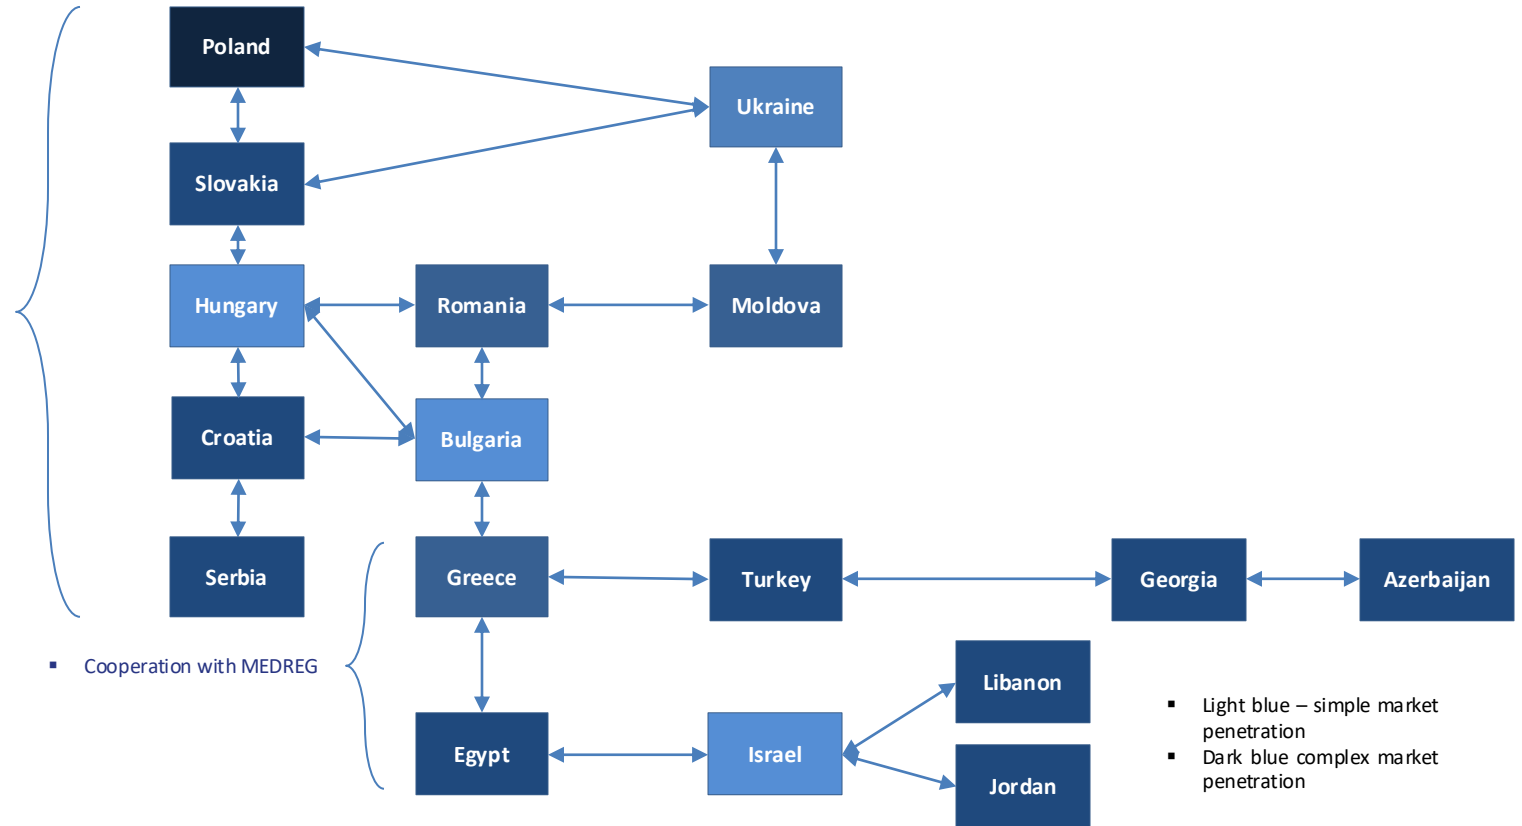 Poland
Ukraine
Slovakia
Hungary
Romania
Moldova
Croatia
Bulgaria
Serbia
Greece
Turkey
Georgia
Azerbaijan
▪ Cooperation with MEDREG
Libanon
Egypt
Israel
Jordan
▪ Light blue – simple market
penetration
▪ Dark blue complex market
penetration